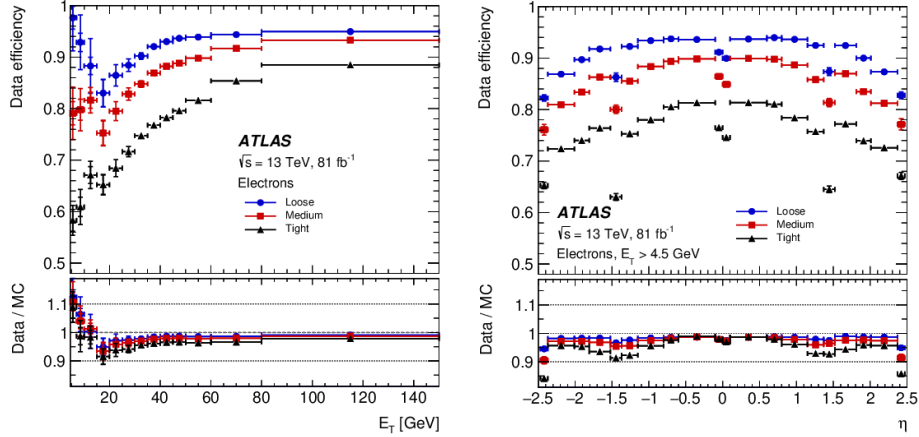 Data efficiency
1
0.9
0.8
0.7
0.6
0.5
ATLAS
√s = 13 TeV, 81 fb⁻¹
Electrons
Loose
Medium
Tight
Data / MC
1.1
1
0.9
20 40 60 80 100 120 140
E_T [GeV]
Data efficiency
1
0.9
0.8
0.7
0.6
0.5
ATLAS
√s = 13 TeV, 81 fb⁻¹
Electrons, E_T > 4.5 GeV
Loose
Medium
Tight
Data / MC
1.1
1
0.9
−2.5 −2 −1.5 −1 −0.5 0 0.5 1 1.5 2 2.5
η